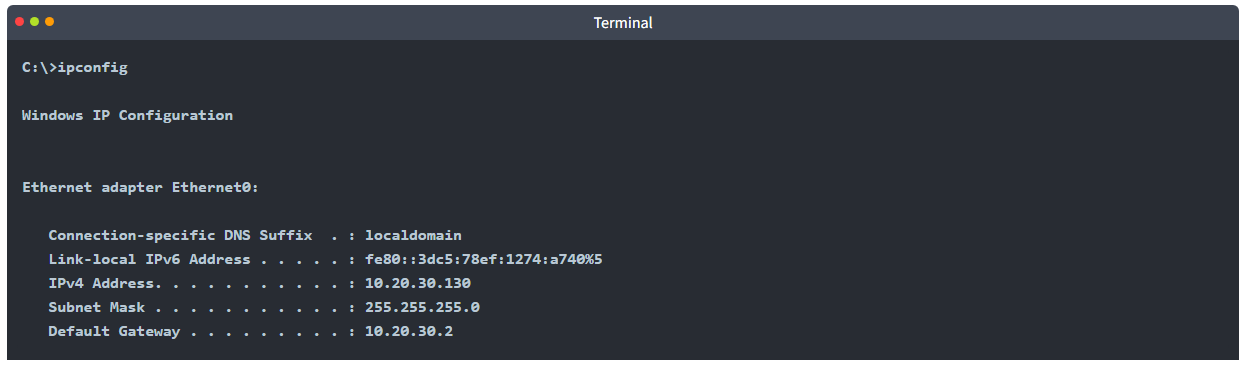 Terminal
C:\>ipconfig
Windows IP Configuration
Ethernet adapter Ethernet0:
Connection-specific DNS Suffix  . : localdomain
Link-local IPv6 Address . . . . . : fe80::3dc5:78ef:1274:a740%5
IPv4 Address. . . . . . . . . . . : 10.20.30.130
Subnet Mask . . . . . . . . . . . : 255.255.255.0
Default Gateway . . . . . . . . . : 10.20.30.2